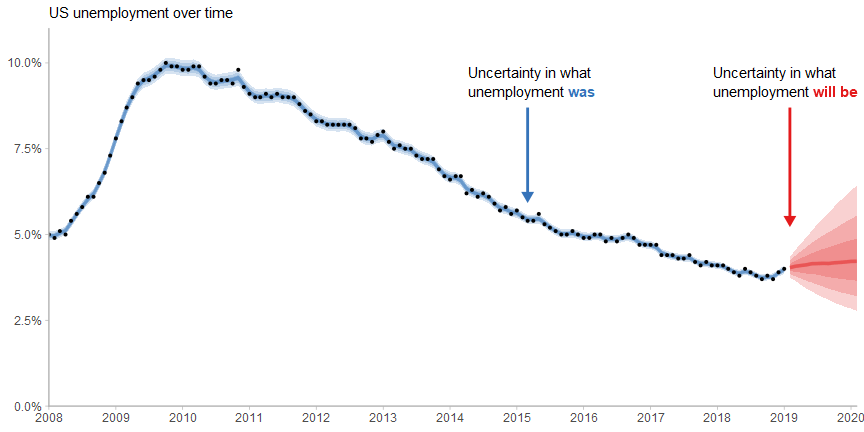 US unemployment over time
Uncertainty in what
unemployment was
Uncertainty in what
unemployment will be
10.0%
7.5%
5.0%
2.5%
0.0%
2008 2009 2010 2011 2012 2013 2014 2015 2016 2017 2018 2019 2020